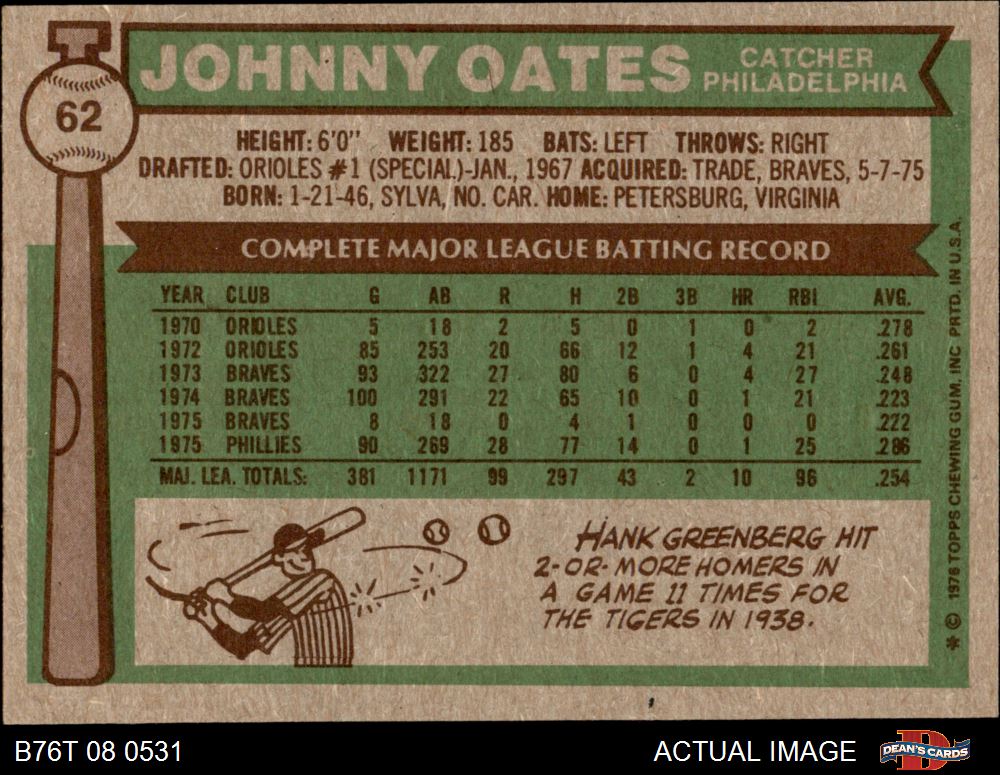 JOHNNY OATES
CATCHER
PHILADELPHIA
62
HEIGHT: 6'0" WEIGHT: 185 BATS: LEFT THROWS: RIGHT
DRAFTED: ORIOLES #1 (SPECIAL)-JAN., 1967 ACQUIRED: TRADE, BRAVES, 5-7-75
BORN: 1-21-46, SYLVA, NO. CAR. HOME: PETERSBURG, VIRGINIA
COMPLETE MAJOR LEAGUE BATTING RECORD
YEAR CLUB G AB R H 2B 3B HR RBI AVG.
1970 ORIOLES 5 18 2 5 0 1 0 2 .278
1972 ORIOLES 85 253 20 66 12 1 4 21 .261
1973 BRAVES 93 322 27 80 6 0 4 27 .248
1974 BRAVES 100 291 22 65 10 0 1 21 .223
1975 BRAVES 8 18 0 4 1 0 0 0 .222
1975 PHILLIES 90 269 28 77 14 0 1 25 .286
MAJ. LEA. TOTALS: 381 1171 99 297 43 2 10 96 .254
HANK GREENBERG HIT
2-OR-MORE HOMERS IN
A GAME 11 TIMES FOR
THE TIGERS IN 1938.
* © 1976 TOPPS CHEWING GUM, INC PRTD. IN U.S.A.
B76T 08 0531
ACTUAL IMAGE
DEAN'S CARDS